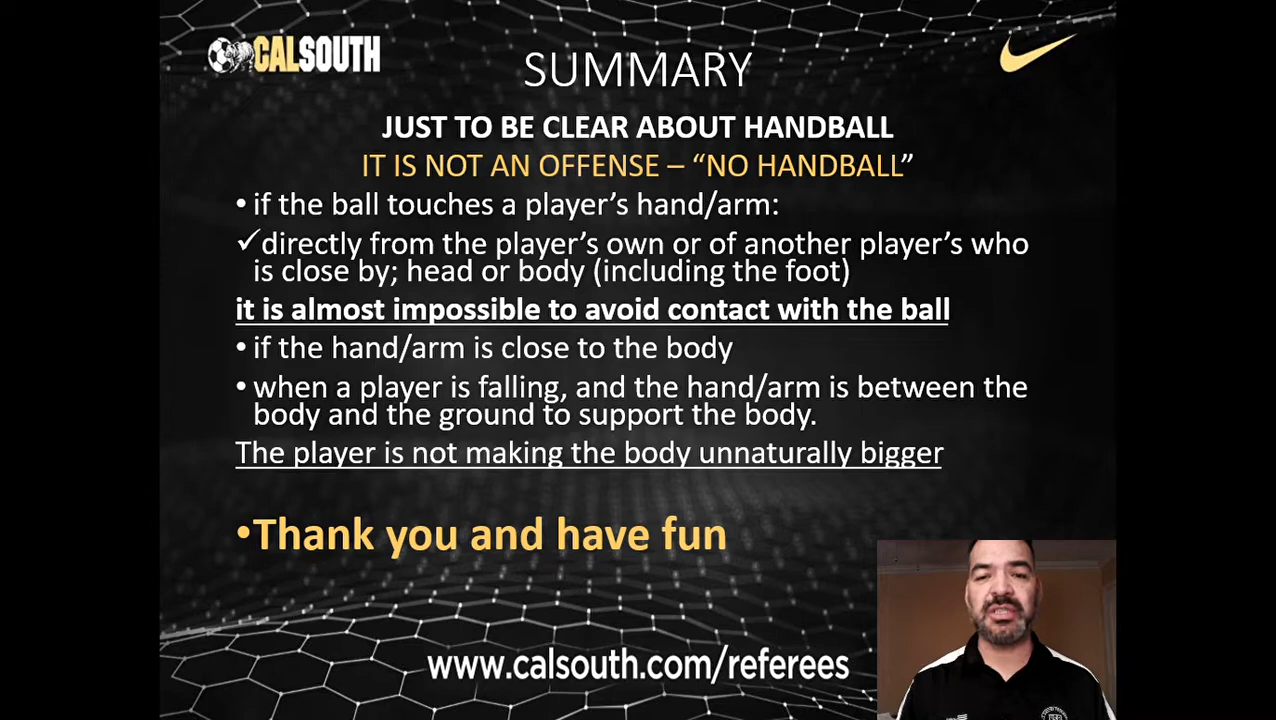 CALSOUTH
SUMMARY
JUST TO BE CLEAR ABOUT HANDBALL
IT IS NOT AN OFFENSE – “NO HANDBALL”
• if the ball touches a player’s hand/arm:
✓directly from the player’s own or of another player’s who
is close by; head or body (including the foot)
it is almost impossible to avoid contact with the ball
• if the hand/arm is close to the body
• when a player is falling, and the hand/arm is between the
body and the ground to support the body.
The player is not making the body unnaturally bigger
•Thank you and have fun
www.calsouth.com/referees